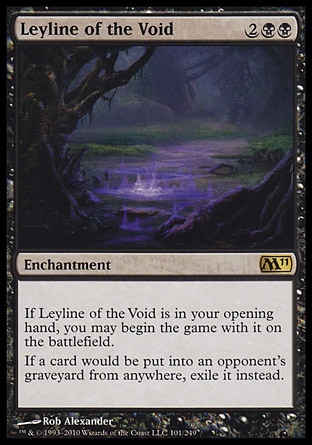 Leyline of the Void 2
Enchantment M11
If Leyline of the Void is in your opening
hand, you may begin the game with it on
the battlefield.
If a card would be put into an opponent's
graveyard from anywhere, exile it instead.
Rob Alexander
™ & © 1993–2010 Wizards of the Coast LLC 101/249